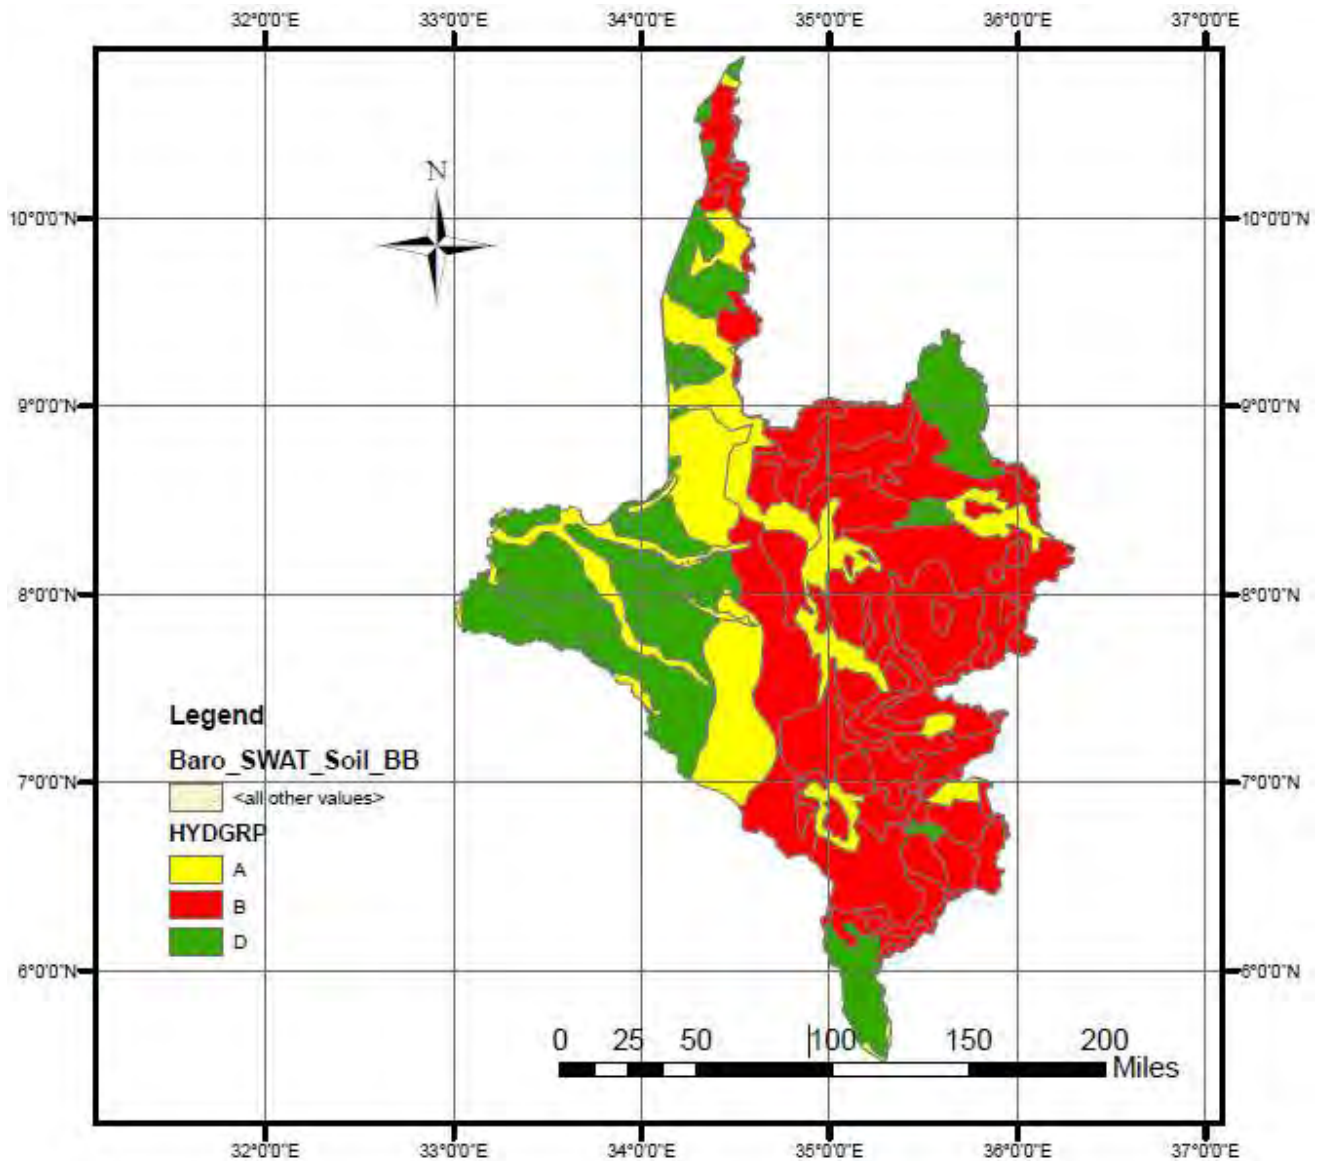 32°0'0"E 33°0'0"E 34°0'0"E 35°0'0"E 36°0'0"E 37°0'0"E
N
10°0'0"N 10°0'0"N
9°0'0"N 9°0'0"N
8°0'0"N 8°0'0"N
Legend
Baro_SWAT_Soil_BB
7°0'0"N 7°0'0"N
<all other values>
HYDGRP
A
B
D
6°0'0"N 6°0'0"N
0 25 50 100 150 200
Miles
32°0'0"E 33°0'0"E 34°0'0"E 35°0'0"E 36°0'0"E 37°0'0"E